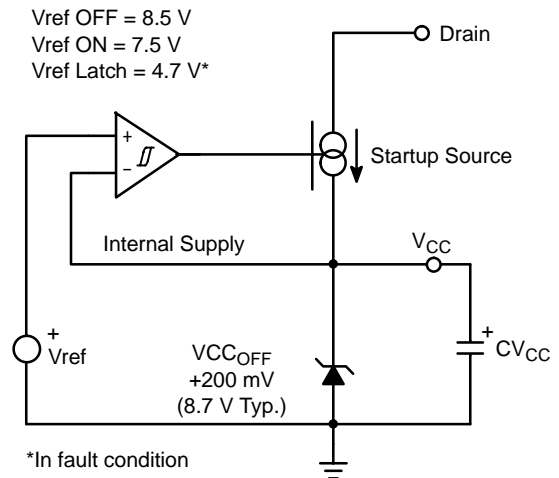 Vref OFF = 8.5 V
Vref ON = 7.5 V
Vref Latch = 4.7 V*
Drain
+
−
Startup Source
Internal Supply
VCC
+
Vref
VCCOFF
+200 mV
(8.7 V Typ.)
+
CVCC
*In fault condition